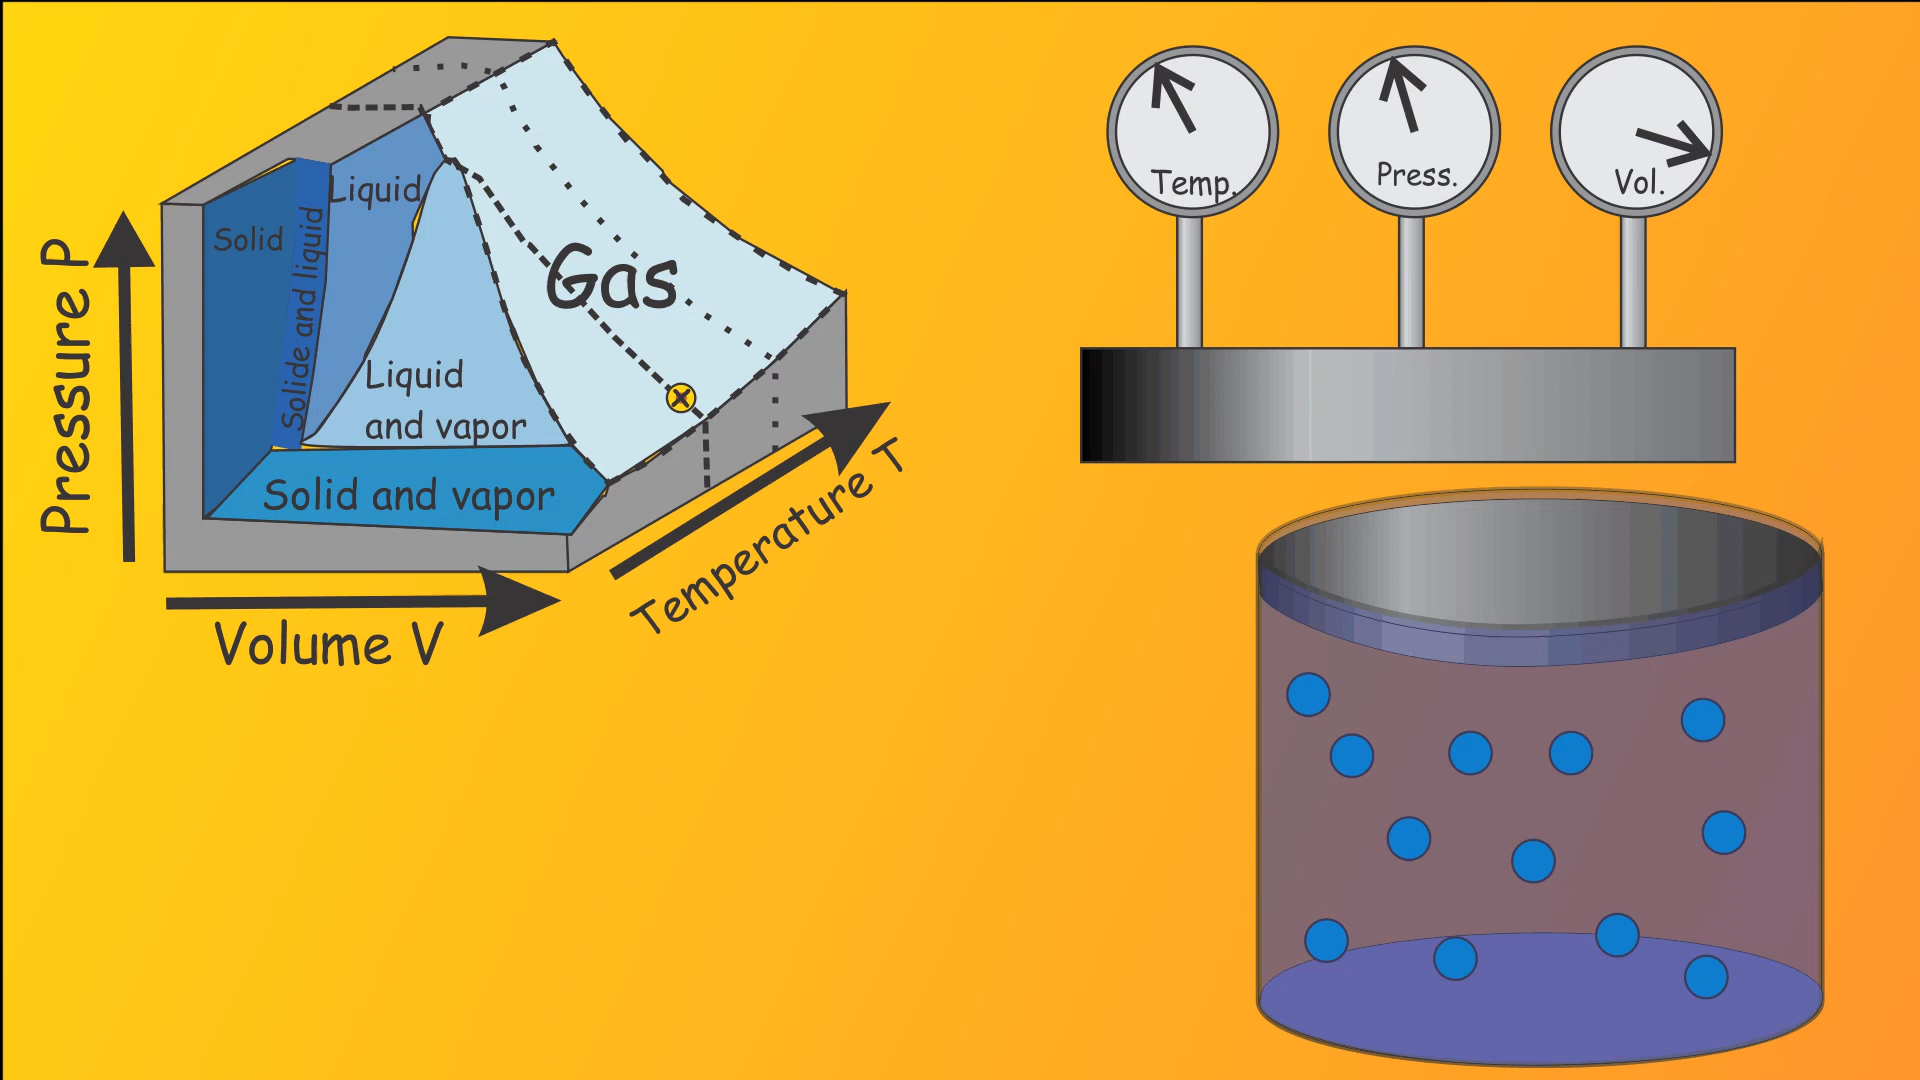 Pressure P
Solid
Solide and liquid
Liquid
Gas
Liquid
and vapor
Solid and vapor
Volume V
Temperature T
Temp.
Press.
Vol.